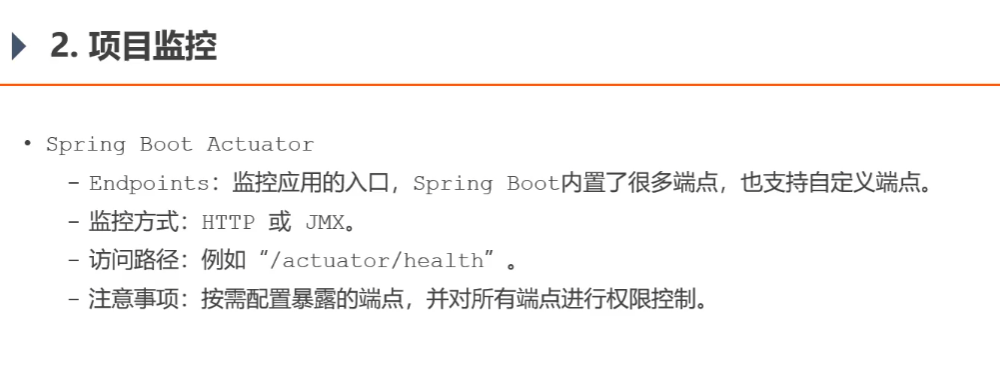 2. 项目监控
• Spring Boot Actuator
– Endpoints：监控应用的入口，Spring Boot内置了很多端点，也支持自定义端点。
– 监控方式：HTTP 或 JMX。
– 访问路径：例如“/actuator/health”。
– 注意事项：按需配置暴露的端点，并对所有端点进行权限控制。